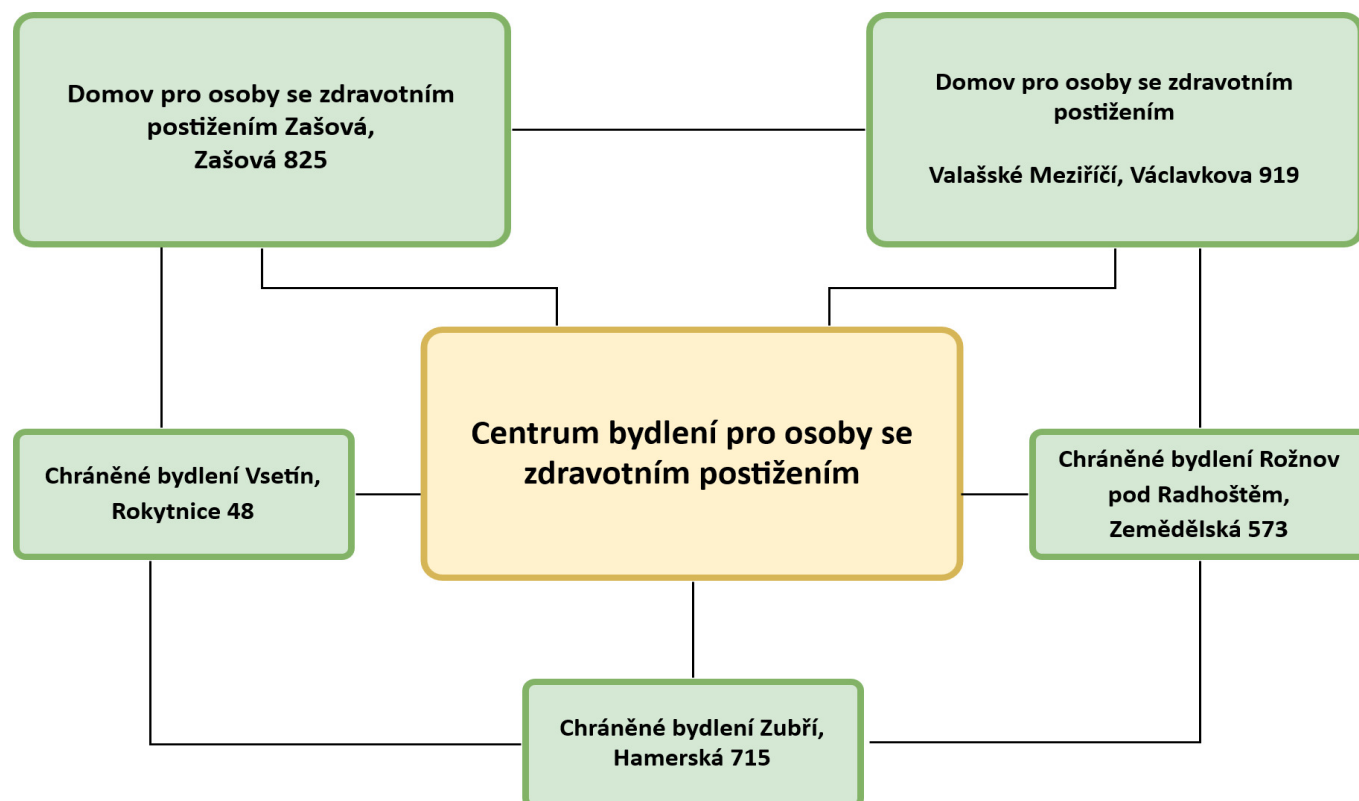 Domov pro osoby se zdravotním
postižením Zašová,
Zašová 825
Domov pro osoby se zdravotním
postižením
Valašské Meziříčí, Václavkova 919
Centrum bydlení pro osoby se
zdravotním postižením
Chráněné bydlení Vsetín,
Rokytnice 48
Chráněné bydlení Rožnov
pod Radhoštěm,
Zemědělská 573
Chráněné bydlení Zubří,
Hamerská 715